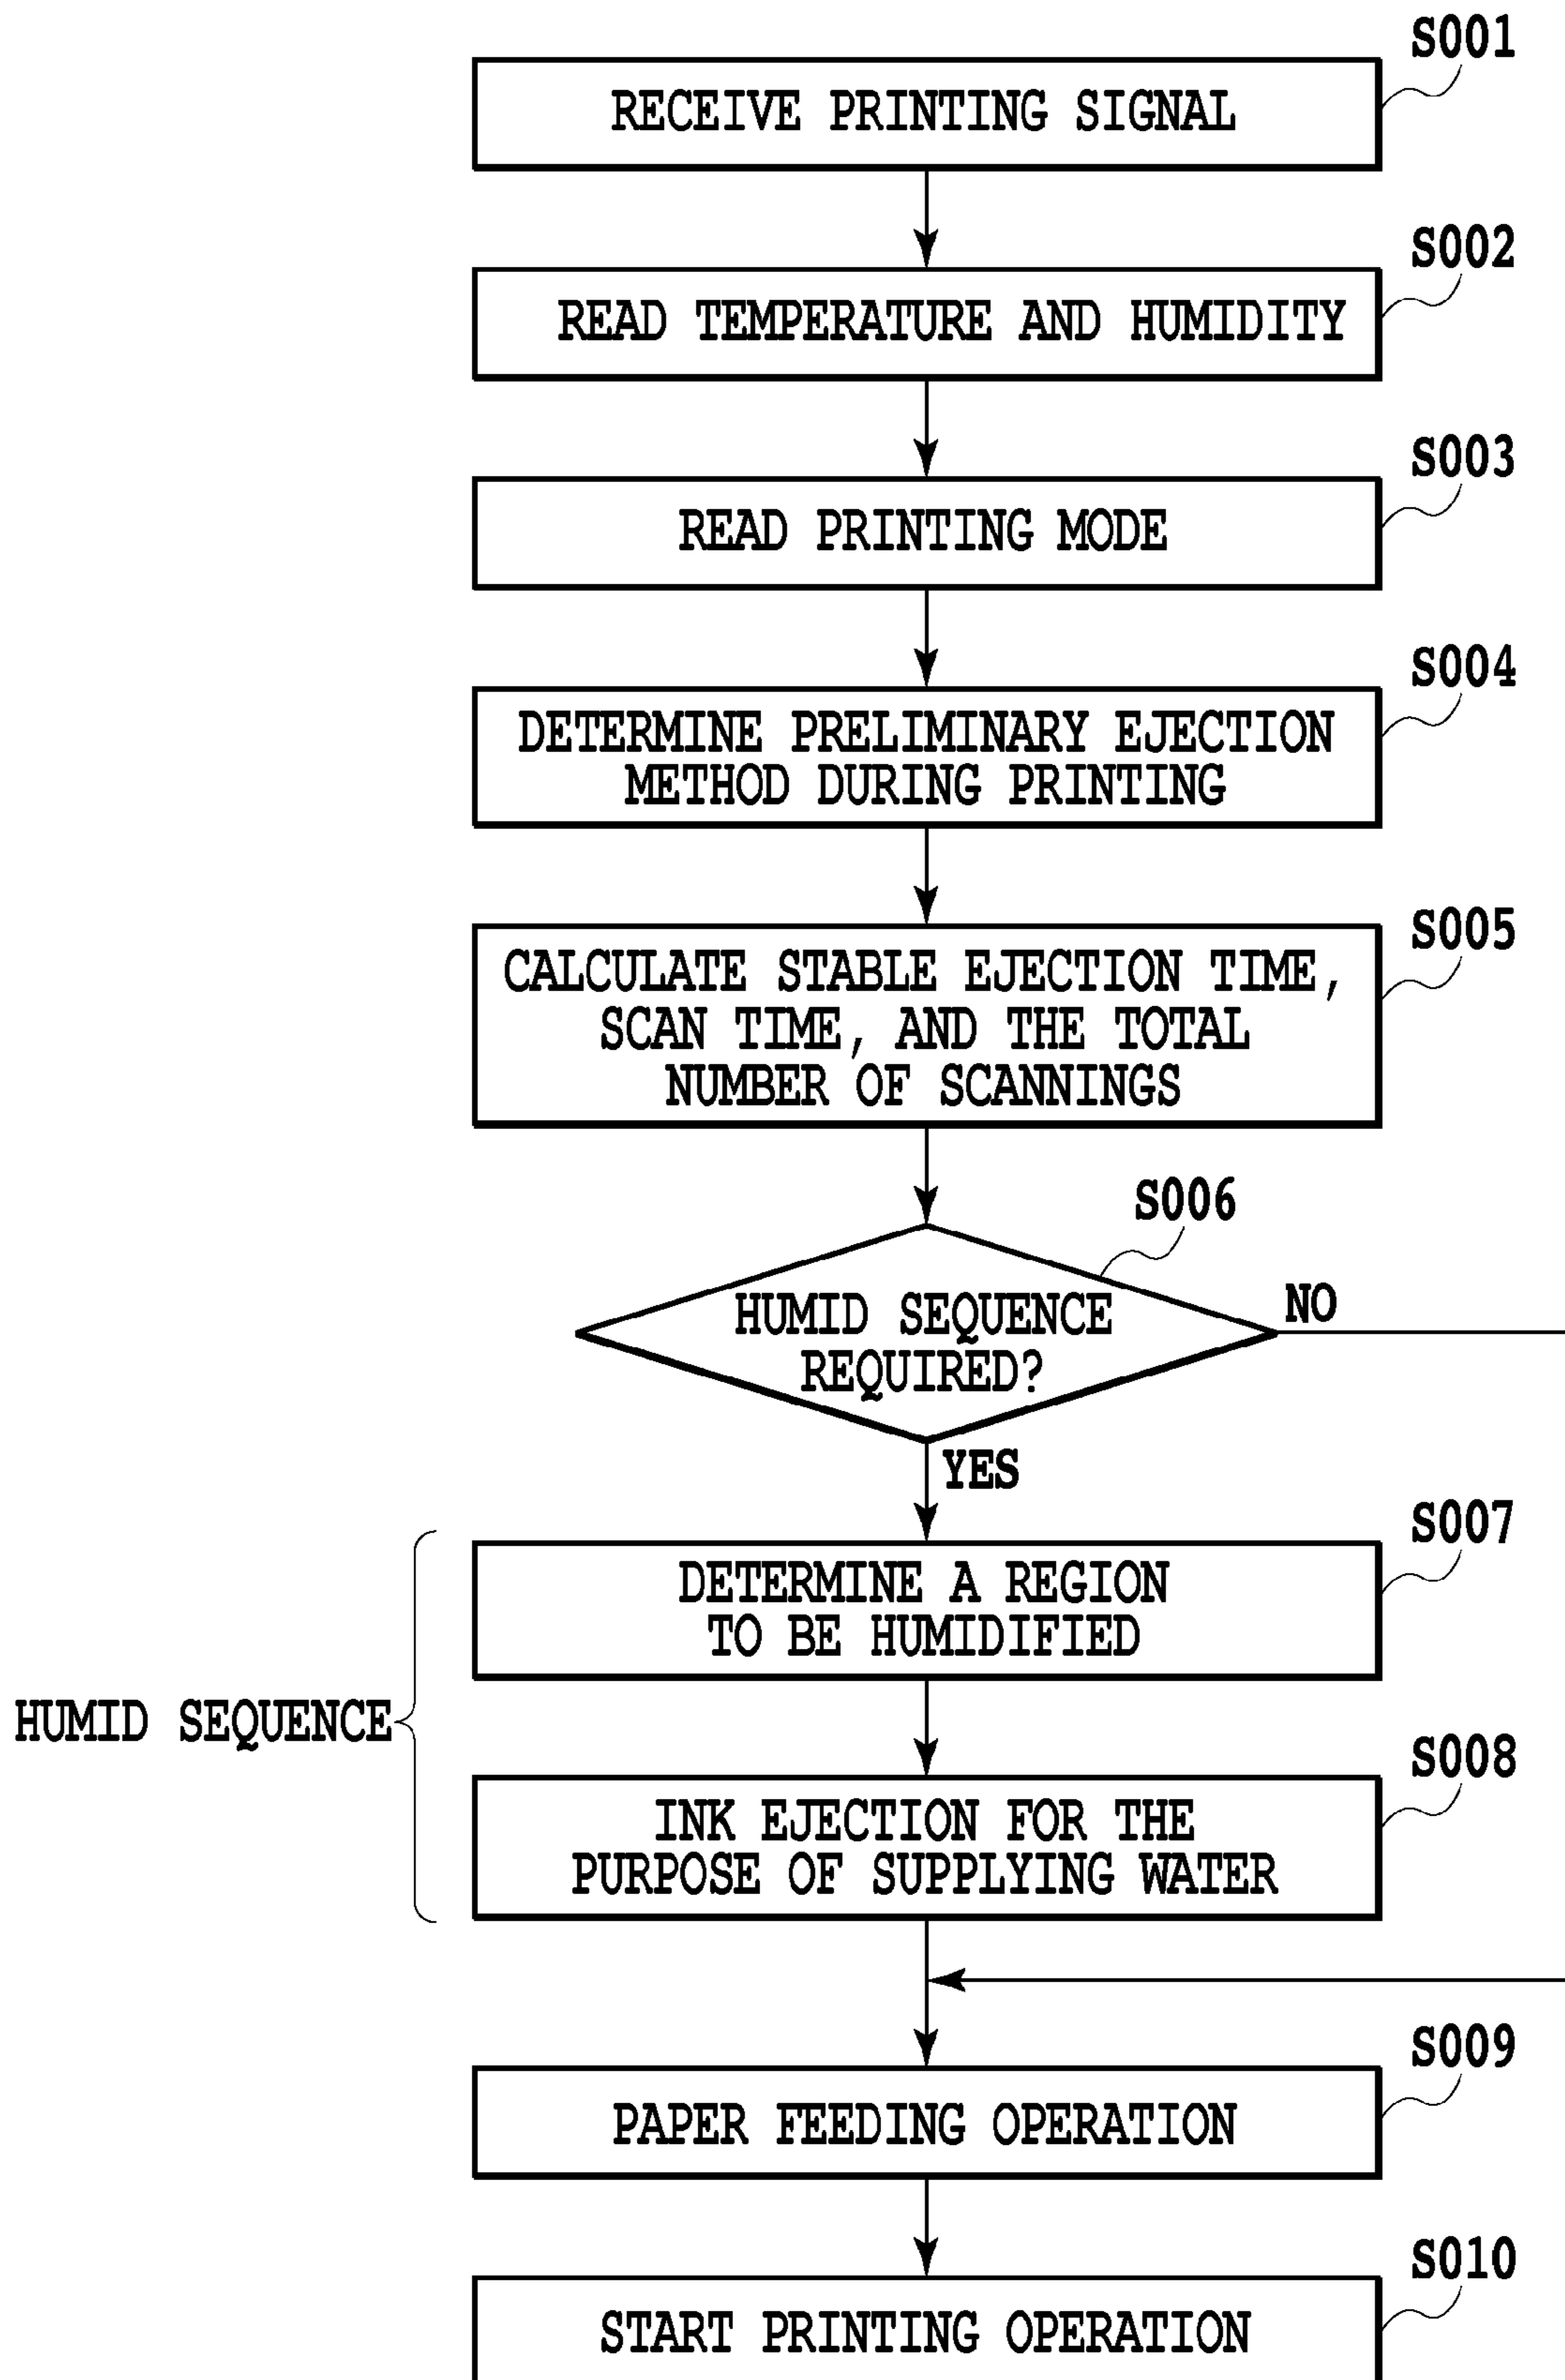 S001
RECEIVE PRINTING SIGNAL
S002
READ TEMPERATURE AND HUMIDITY
S003
READ PRINTING MODE
S004
DETERMINE PRELIMINARY EJECTION
METHOD DURING PRINTING
S005
CALCULATE STABLE EJECTION TIME,
SCAN TIME, AND THE TOTAL
NUMBER OF SCANNINGS
S006
HUMID SEQUENCE
REQUIRED?
NO
YES
S007
DETERMINE A REGION
TO BE HUMIDIFIED
HUMID SEQUENCE
S008
INK EJECTION FOR THE
PURPOSE OF SUPPLYING WATER
S009
PAPER FEEDING OPERATION
S010
START PRINTING OPERATION